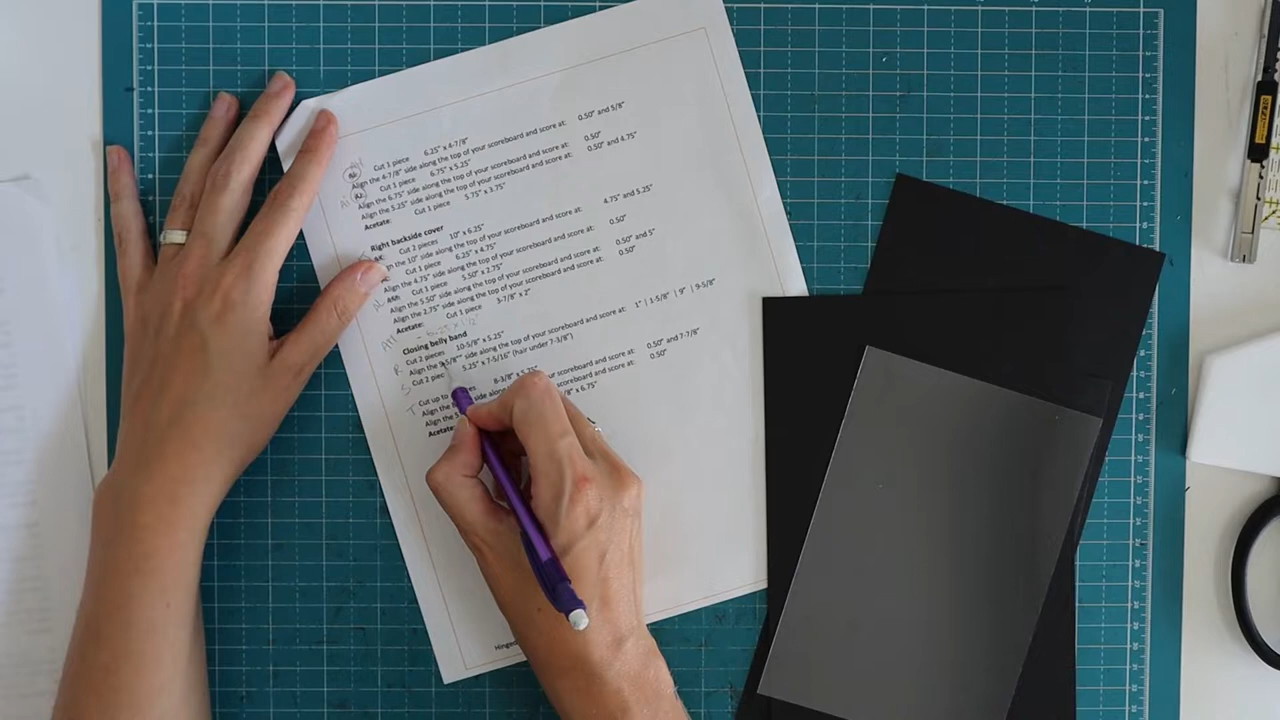 Cut 1 piece 6.25" x 4-7/8"
Align the 4-7/8" side along the top of your scoreboard and score at: 0.50" and 5/8"
Cut 1 piece 6.75" x 5.25"
Align the 6.75" side along the top of your scoreboard and score at: 0.50"
Align the 5.25" side along the top of your scoreboard and score at: 0.50" and 4.75"
Acetate: Cut 1 piece 5.75" x 3.75"
Right backside cover
Cut 2 pieces 10" x 6.25"
the 10" side along the top of your scoreboard and score at: 4.75" and 5.25"
Cut 1 piece 6.25" x 4.75"
Align the 4.75" side along the top of your scoreboard and score at: 0.50"
Cut 1 piece 5.50" x 2.75"
Align the 5.50" side along the top of your scoreboard and score at: 0.50" and 5"
Align the 2.75" side along the top of your scoreboard and score at: 0.50"
Acetate: Cut 1 piece 3-7/8" x 2"
Closing belly band
Cut 2 pieces 10-5/8" x 5.25"
Align the side along the top of your scoreboard and score at: 1" | 1-5/8" | 9" | 9-5/8"
Cut 2 5.25" x 7-5/16" (hair under 7-3/8")
Cut up to 8-3/8" x
Align the side along scoreboard and score at: 0.50" and 7-7/8"
Align the scoreboard and score at: 0.50"
Acetate x 6.75"